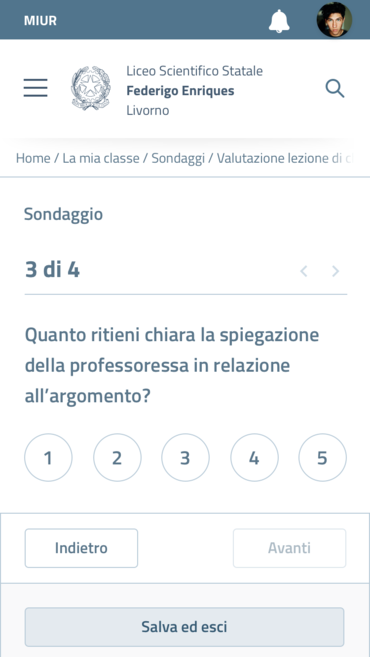 MIUR
Liceo Scientifico Statale
Federigo Enriques
Livorno
Home / La mia classe / Sondaggi / Valutazione lezione di
Sondaggio
3 di 4
Quanto ritieni chiara la spiegazione
della professoressa in relazione
all’argomento?
1 2 3 4 5
Indietro Avanti
Salva ed esci